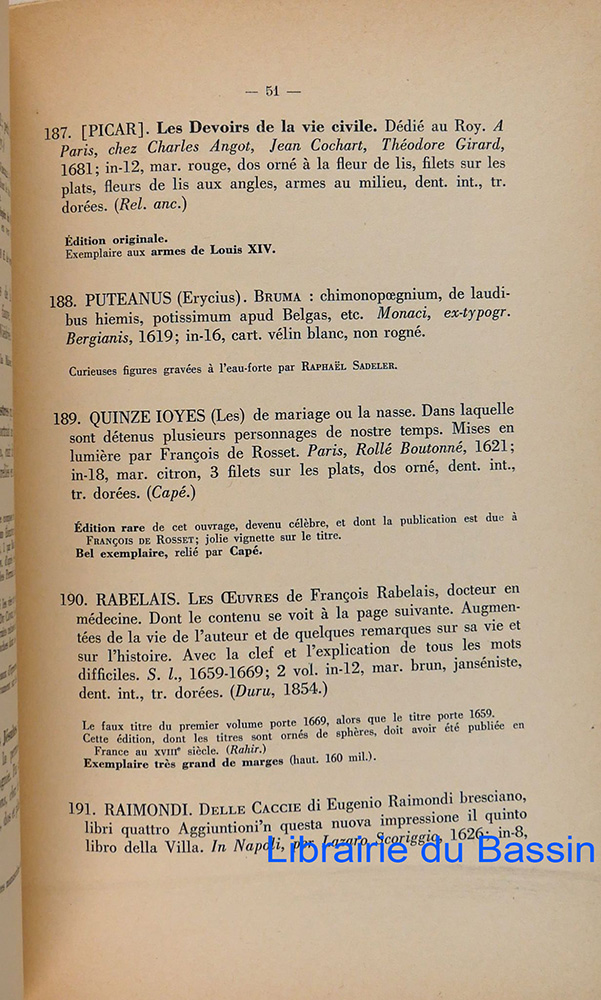 — 51 —
187. [PICAR]. Les Devoirs de la vie civile. Dédié au Roy. A
Paris, chez Charles Angot, Jean Cochart, Théodore Girard,
1681; in-12, mar. rouge, dos orné à la fleur de lis, filets sur les
plats, fleurs de lis aux angles, armes au milieu, dent. int., tr.
dorées. (Rel. anc.)
Édition originale.
Exemplaire aux armes de Louis XIV.
188. PUTEANUS (Erycius). BRUMA : chimonopœgnium, de laudi-
bus hiemis, potissimum apud Belgas, etc. Monaci, ex-typogr.
Bergianis, 1619; in-16, cart. vélin blanc, non rogné.
Curieuses figures gravées à l'eau-forte par RAPHAËL SADELER.
189. QUINZE IOYES (Les) de mariage ou la nasse. Dans laquelle
sont détenus plusieurs personnages de nostre temps. Mises en
lumière par François de Rosset. Paris, Rollé Boutonné, 1621;
in-18, mar. citron, 3 filets sur les plats, dos orné, dent. int.,
tr. dorées. (Capé.)
Édition rare de cet ouvrage, devenu célèbre, et dont la publication est due à
FRANÇOIS DE ROSSET; jolie vignette sur le titre.
Bel exemplaire, relié par Capé.
190. RABELAIS. LES ŒUVRES de François Rabelais, docteur en
médecine. Dont le contenu se voit à la page suivante. Augmen-
tées de la vie de l'auteur et de quelques remarques sur sa vie et
sur l'histoire. Avec la clef et l'explication de tous les mots
difficiles. S. l., 1659-1669; 2 vol. in-12, mar. brun, janséniste,
dent. int., tr. dorées. (Duru, 1854.)
Le faux titre du premier volume porte 1669, alors que le titre porte 1659.
Cette édition, dont les titres sont ornés de sphères, doit avoir été publiée en
France au XVIIIe siècle. (Rahir.)
Exemplaire très grand de marges (haut. 160 mil.).
191. RAIMONDI. DELLE CACCIE di Eugenio Raimondi bresciano,
libri quattro Aggiuntioni'n questa nuova impressione il quinto
libro della Villa. In Napoli, per Lazaro Scoriggio, 1626; in-8,
Librairie du Bassin